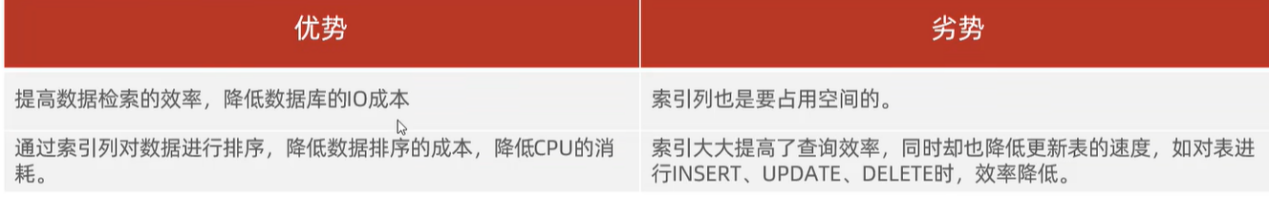 优势
劣势
提高数据检索的效率，降低数据库的IO成本
索引列也是要占用空间的。
通过索引列对数据进行排序，降低数据排序的成本，降低CPU的消
耗。
索引大大提高了查询效率，同时却也降低更新表的速度，如对表进
行INSERT、UPDATE、DELETE时，效率降低。